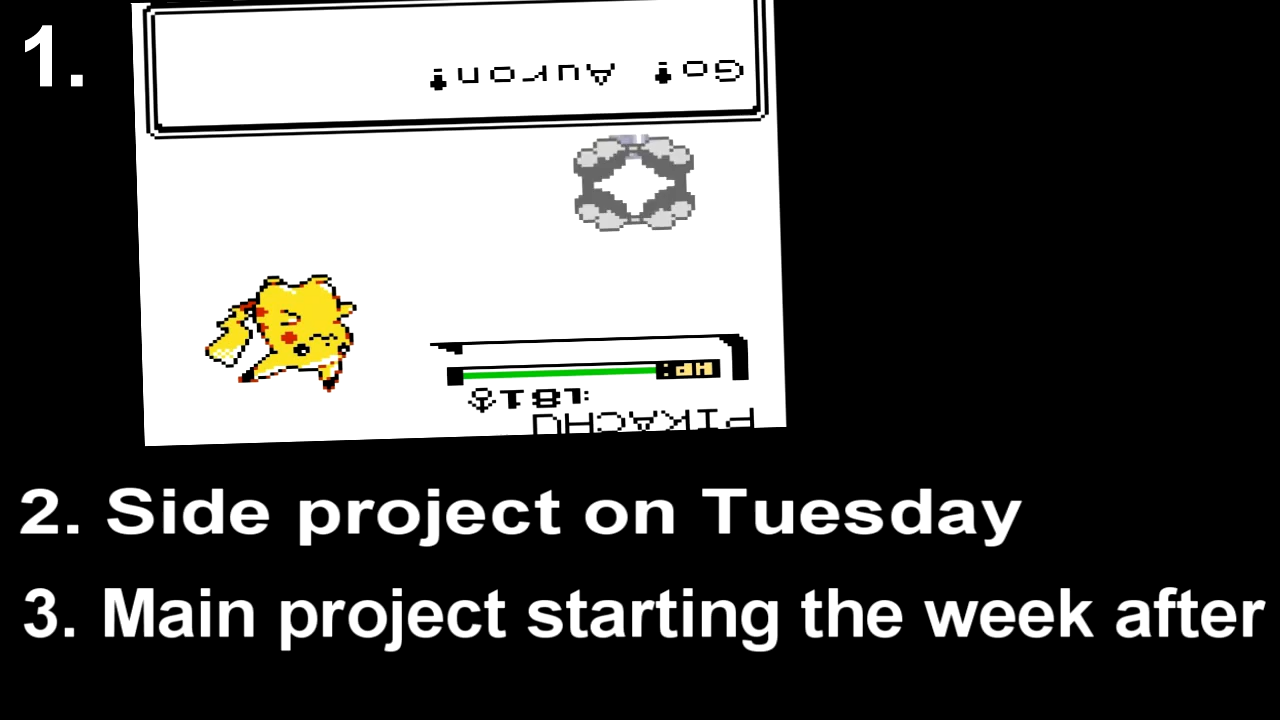 1.
Go! Auron!
HP:
:L81♀
PIKACHU
2. Side project on Tuesday
3. Main project starting the week after